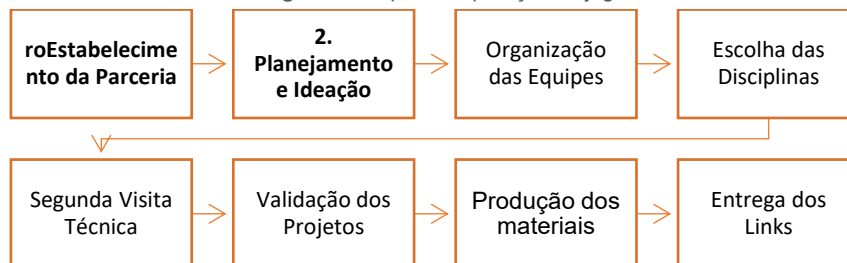 roEstabelecime
nto da Parceria
2.
Planejamento
e Ideação
Organização
das Equipes
Escolha das
Disciplinas
Segunda Visita
Técnica
Validação dos
Projetos
Produção dos
materiais
Entrega dos
Links